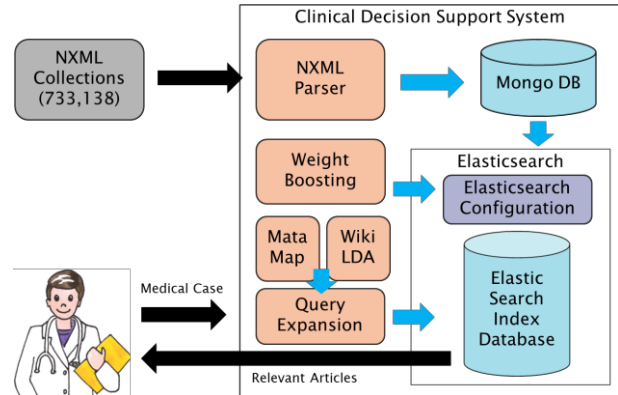 Clinical Decision Support System
NXML
Collections
(733,138)
NXML
Parser
Mongo DB
Weight
Boosting
Elasticsearch
Elasticsearch
Configuration
Mata
Map
Wiki
LDA
Medical Case
Query
Expansion
Elastic
Search
Index
Database
Relevant Articles